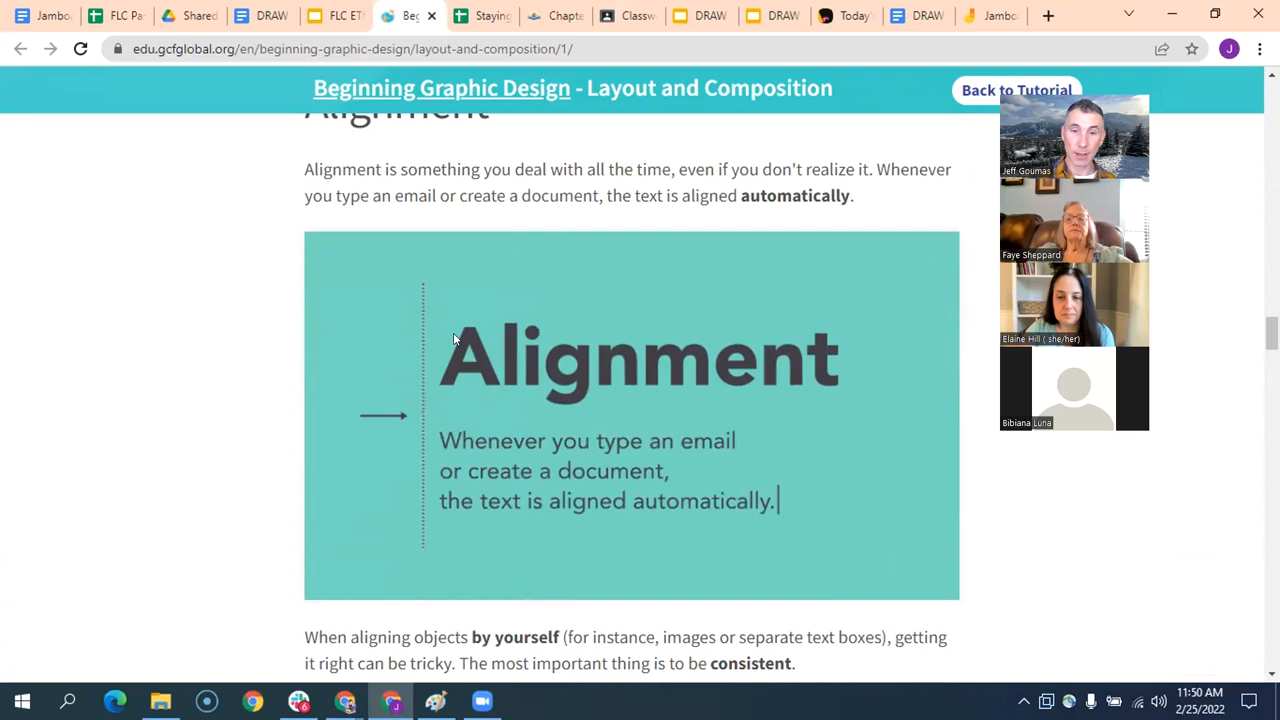 Jambo
FLC Pa
Shared
DRAW
FLC ET
Beg
Staying
Chapte
Classw
DRAW
DRAW
Today'
DRAW
Jambo
edu.gcfglobal.org/en/beginning-graphic-design/layout-and-composition/1/
J
Beginning Graphic Design - Layout and Composition
Back to Tutorial
Alignment
Alignment is something you deal with all the time, even if you don't realize it. Whenever
you type an email or create a document, the text is aligned automatically.
Alignment
Whenever you type an email
or create a document,
the text is aligned automatically.
When aligning objects by yourself (for instance, images or separate text boxes), getting
it right can be tricky. The most important thing is to be consistent.
Jeff Goumas
Faye Sheppard
Elaine Hill ( she/her)
Bibiana Luna
6
J
11:50 AM
2/25/2022